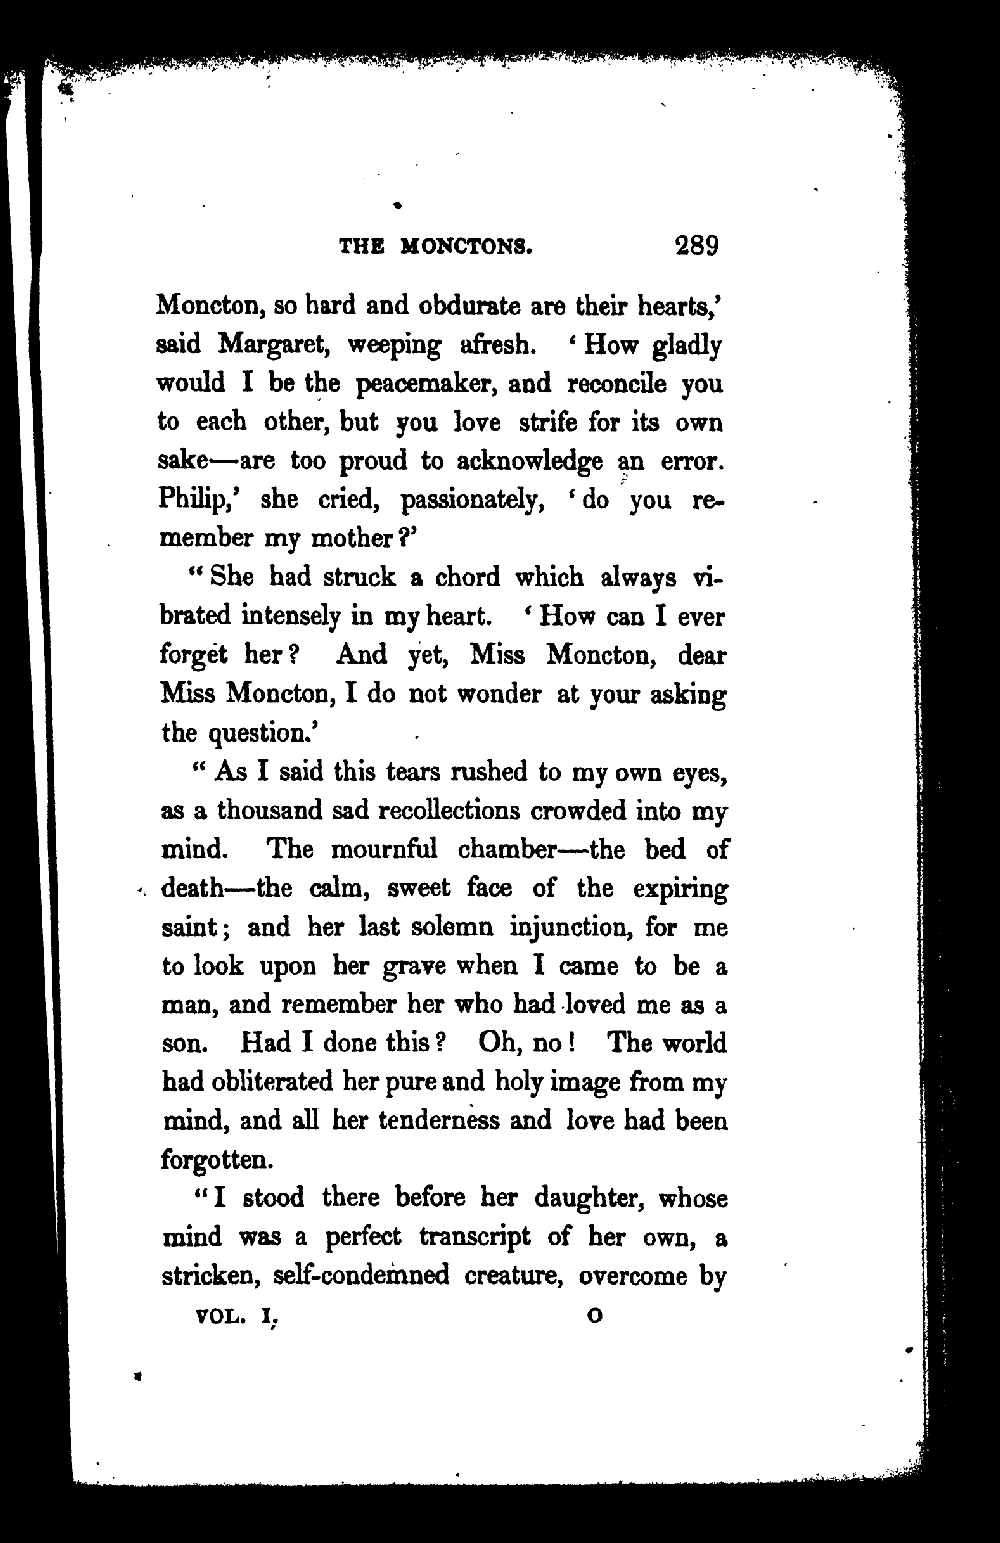 THE MONCTONS. 289
Moncton, so hard and obdurate are their hearts,’
said Margaret, weeping afresh. ‘ How gladly
would I be the peacemaker, and reconcile you
to each other, but you love strife for its own
sake—are too proud to acknowledge an error.
Philip,’ she cried, passionately, ‘ do you re-
member my mother ?’
“ She had struck a chord which always vi-
brated intensely in my heart. ‘ How can I ever
forget her ? And yet, Miss Moncton, dear
Miss Moncton, I do not wonder at your asking
the question.’
“ As I said this tears rushed to my own eyes,
as a thousand sad recollections crowded into my
mind. The mournful chamber—the bed of
death—the calm, sweet face of the expiring
saint ; and her last solemn injunction, for me
to look upon her grave when I came to be a
man, and remember her who had loved me as a
son. Had I done this ? Oh, no ! The world
had obliterated her pure and holy image from my
mind, and all her tenderness and love had been
forgotten.
“ I stood there before her daughter, whose
mind was a perfect transcript of her own, a
stricken, self-condemned creature, overcome by
VOL. I. O